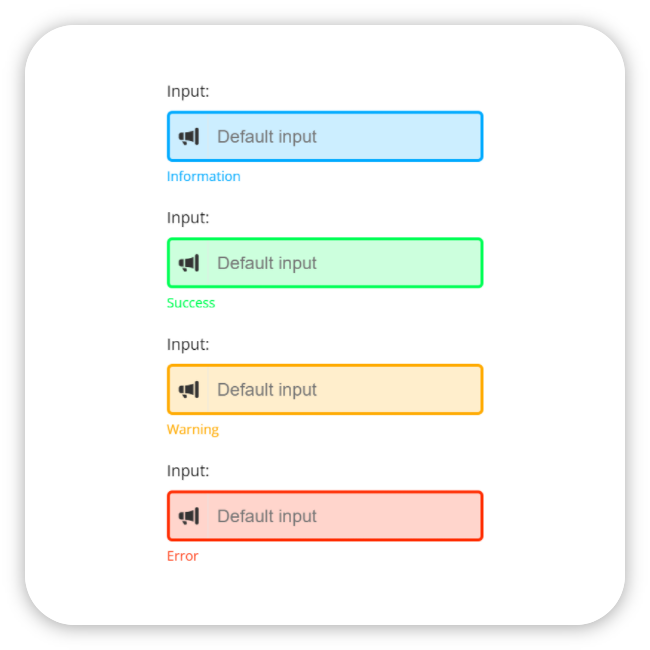 Input:
Default input
Information
Input:
Default input
Success
Input:
Default input
Warning
Input:
Default input
Error